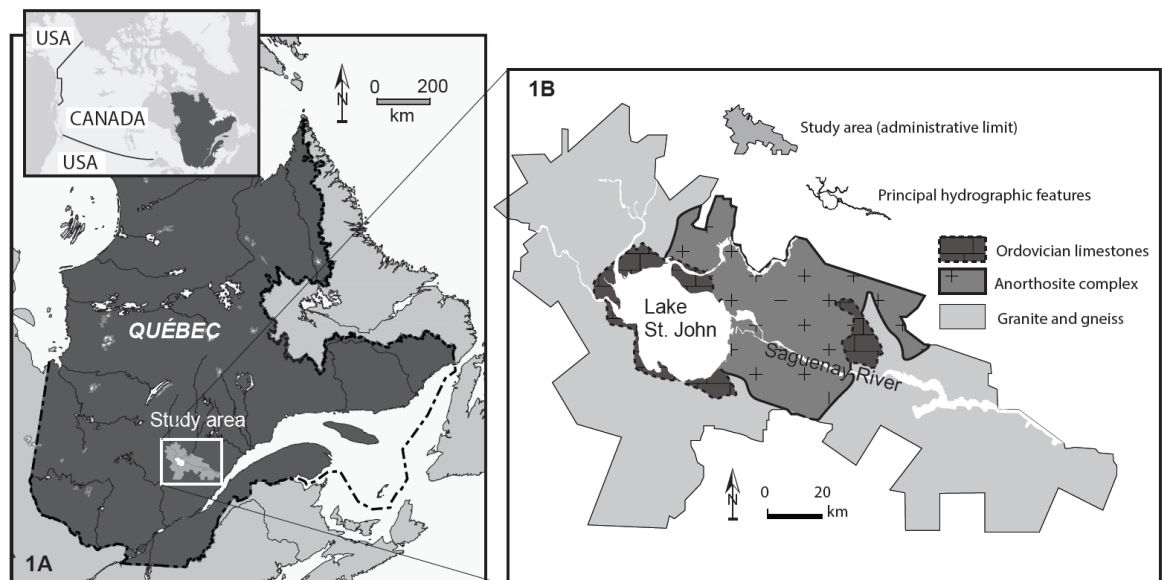 USA
CANADA
USA
N
0 200
km
QUÉBEC
Study area
1A
1B
Study area (administrative limit)
Principal hydrographic features
Ordovician limestones
Anorthosite complex
Granite and gneiss
Lake
St. John
Saguenay River
N
0 20
km